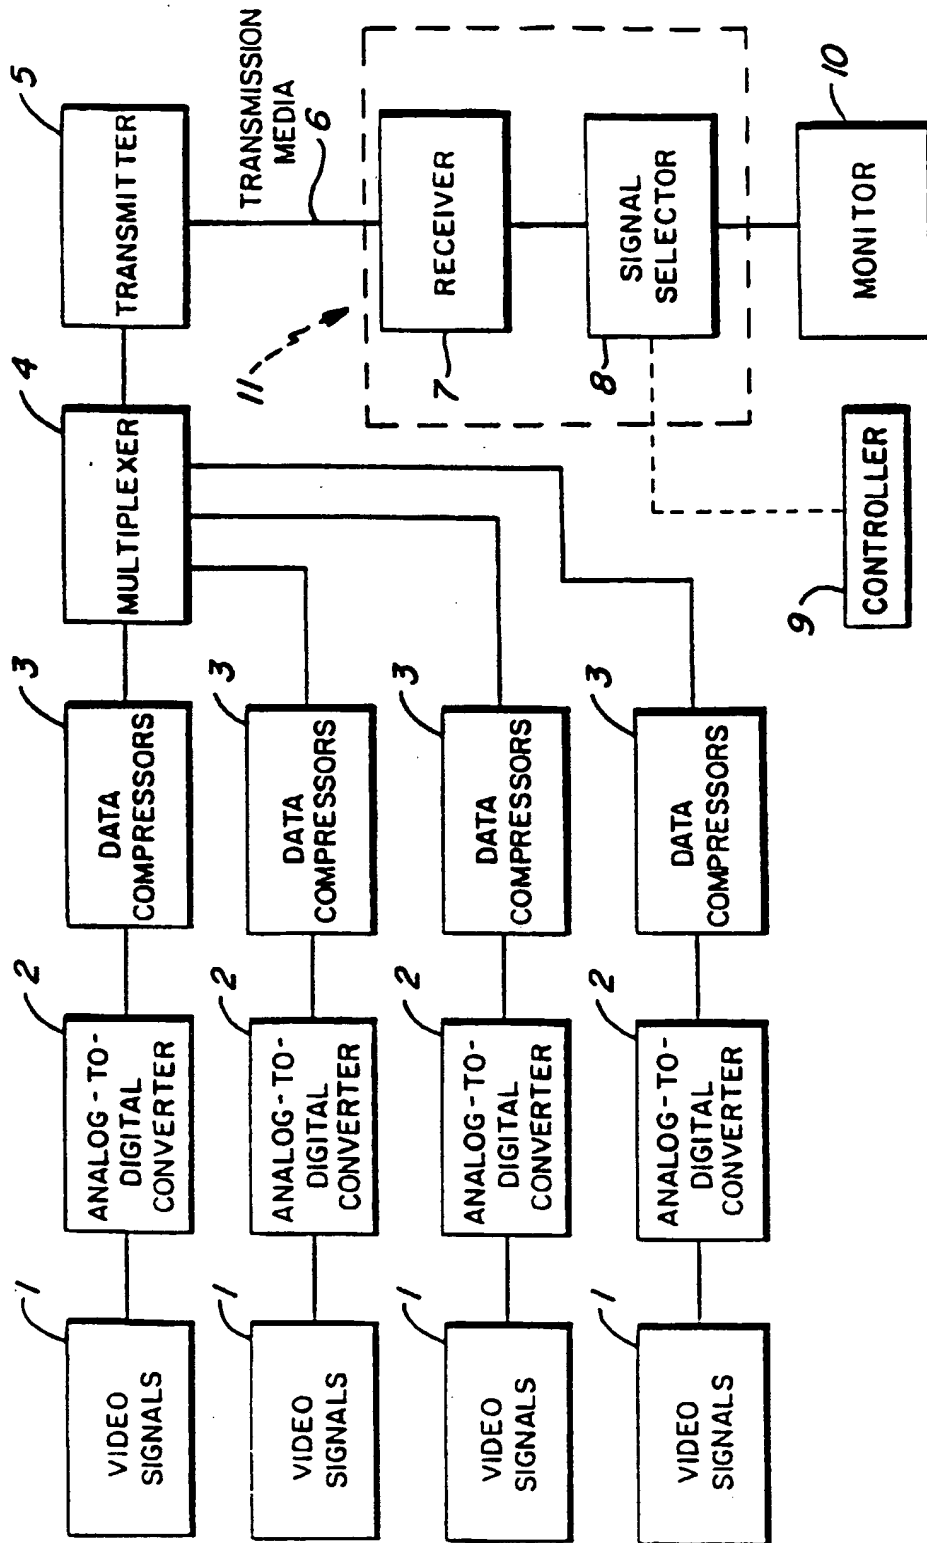 1
VIDEO
SIGNALS
2
ANALOG-TO-
DIGITAL
CONVERTER
3
DATA
COMPRESSORS
4
MULTIPLEXER
5
TRANSMITTER
1
VIDEO
SIGNALS
2
ANALOG-TO-
DIGITAL
CONVERTER
3
DATA
COMPRESSORS
TRANSMISSION
MEDIA
6
11
1
VIDEO
SIGNALS
2
ANALOG-TO-
DIGITAL
CONVERTER
3
DATA
COMPRESSORS
7
RECEIVER
1
VIDEO
SIGNALS
2
ANALOG-TO-
DIGITAL
CONVERTER
3
DATA
COMPRESSORS
8
SIGNAL
SELECTOR
9
CONTROLLER
10
MONITOR